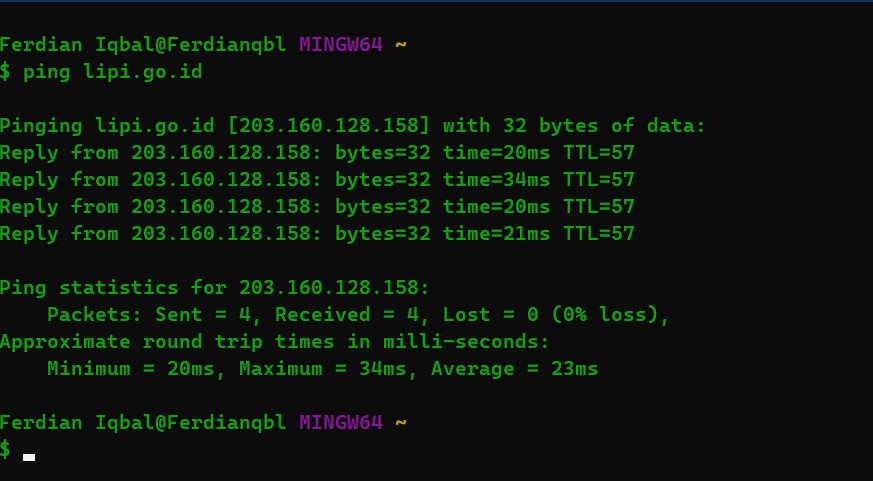 Ferdian Iqbal@Ferdianqbl MINGW64 ~
$ ping lipi.go.id
Pinging lipi.go.id [203.160.128.158] with 32 bytes of data:
Reply from 203.160.128.158: bytes=32 time=20ms TTL=57
Reply from 203.160.128.158: bytes=32 time=34ms TTL=57
Reply from 203.160.128.158: bytes=32 time=20ms TTL=57
Reply from 203.160.128.158: bytes=32 time=21ms TTL=57
Ping statistics for 203.160.128.158:
    Packets: Sent = 4, Received = 4, Lost = 0 (0% loss),
Approximate round trip times in milli-seconds:
    Minimum = 20ms, Maximum = 34ms, Average = 23ms
Ferdian Iqbal@Ferdianqbl MINGW64 ~
$